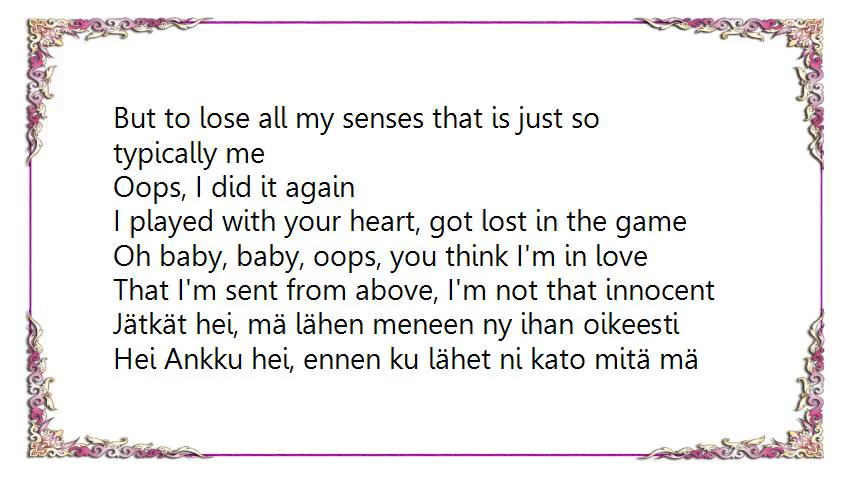 But to lose all my senses that is just so
typically me
Oops, I did it again
I played with your heart, got lost in the game
Oh baby, baby, oops, you think I'm in love
That I'm sent from above, I'm not that innocent
Jätkät hei, mä lähen meneen ny ihan oikeesti
Hei Ankku hei, ennen ku lähet ni kato mitä mä